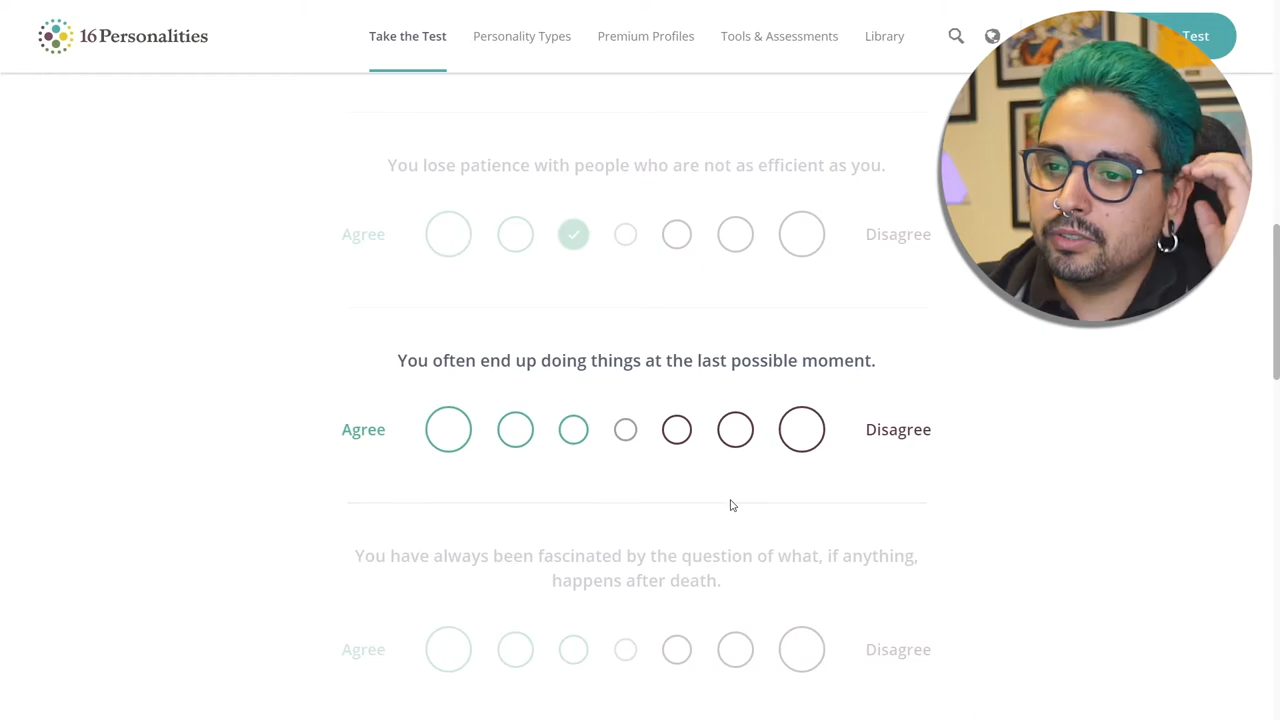 16Personalities
Take the Test
Personality Types
Premium Profiles
Tools & Assessments
Library
Test
You lose patience with people who are not as efficient as you.
Agree
Disagree
You often end up doing things at the last possible moment.
Agree
Disagree
You have always been fascinated by the question of what, if anything,
happens after death.
Agree
Disagree